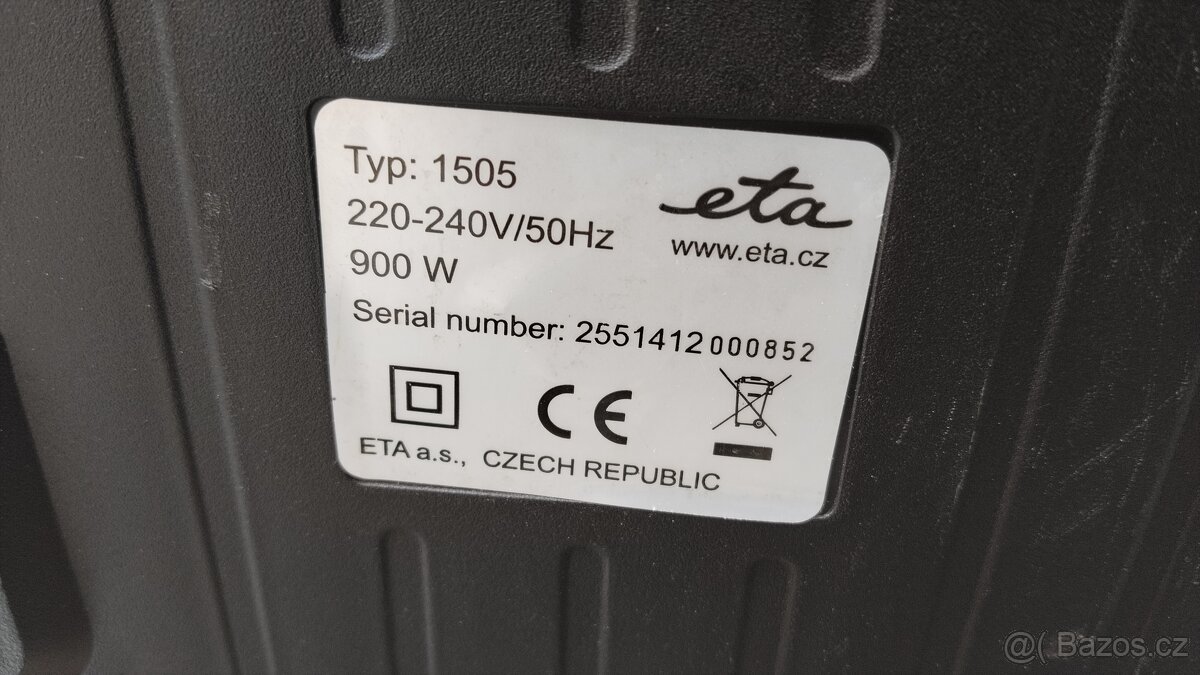 Typ: 1505
220-240V/50Hz
900 W
eta
www.eta.cz
Serial number: 2551412000852
CE
ETA a.s., CZECH REPUBLIC
@( Bazos.cz